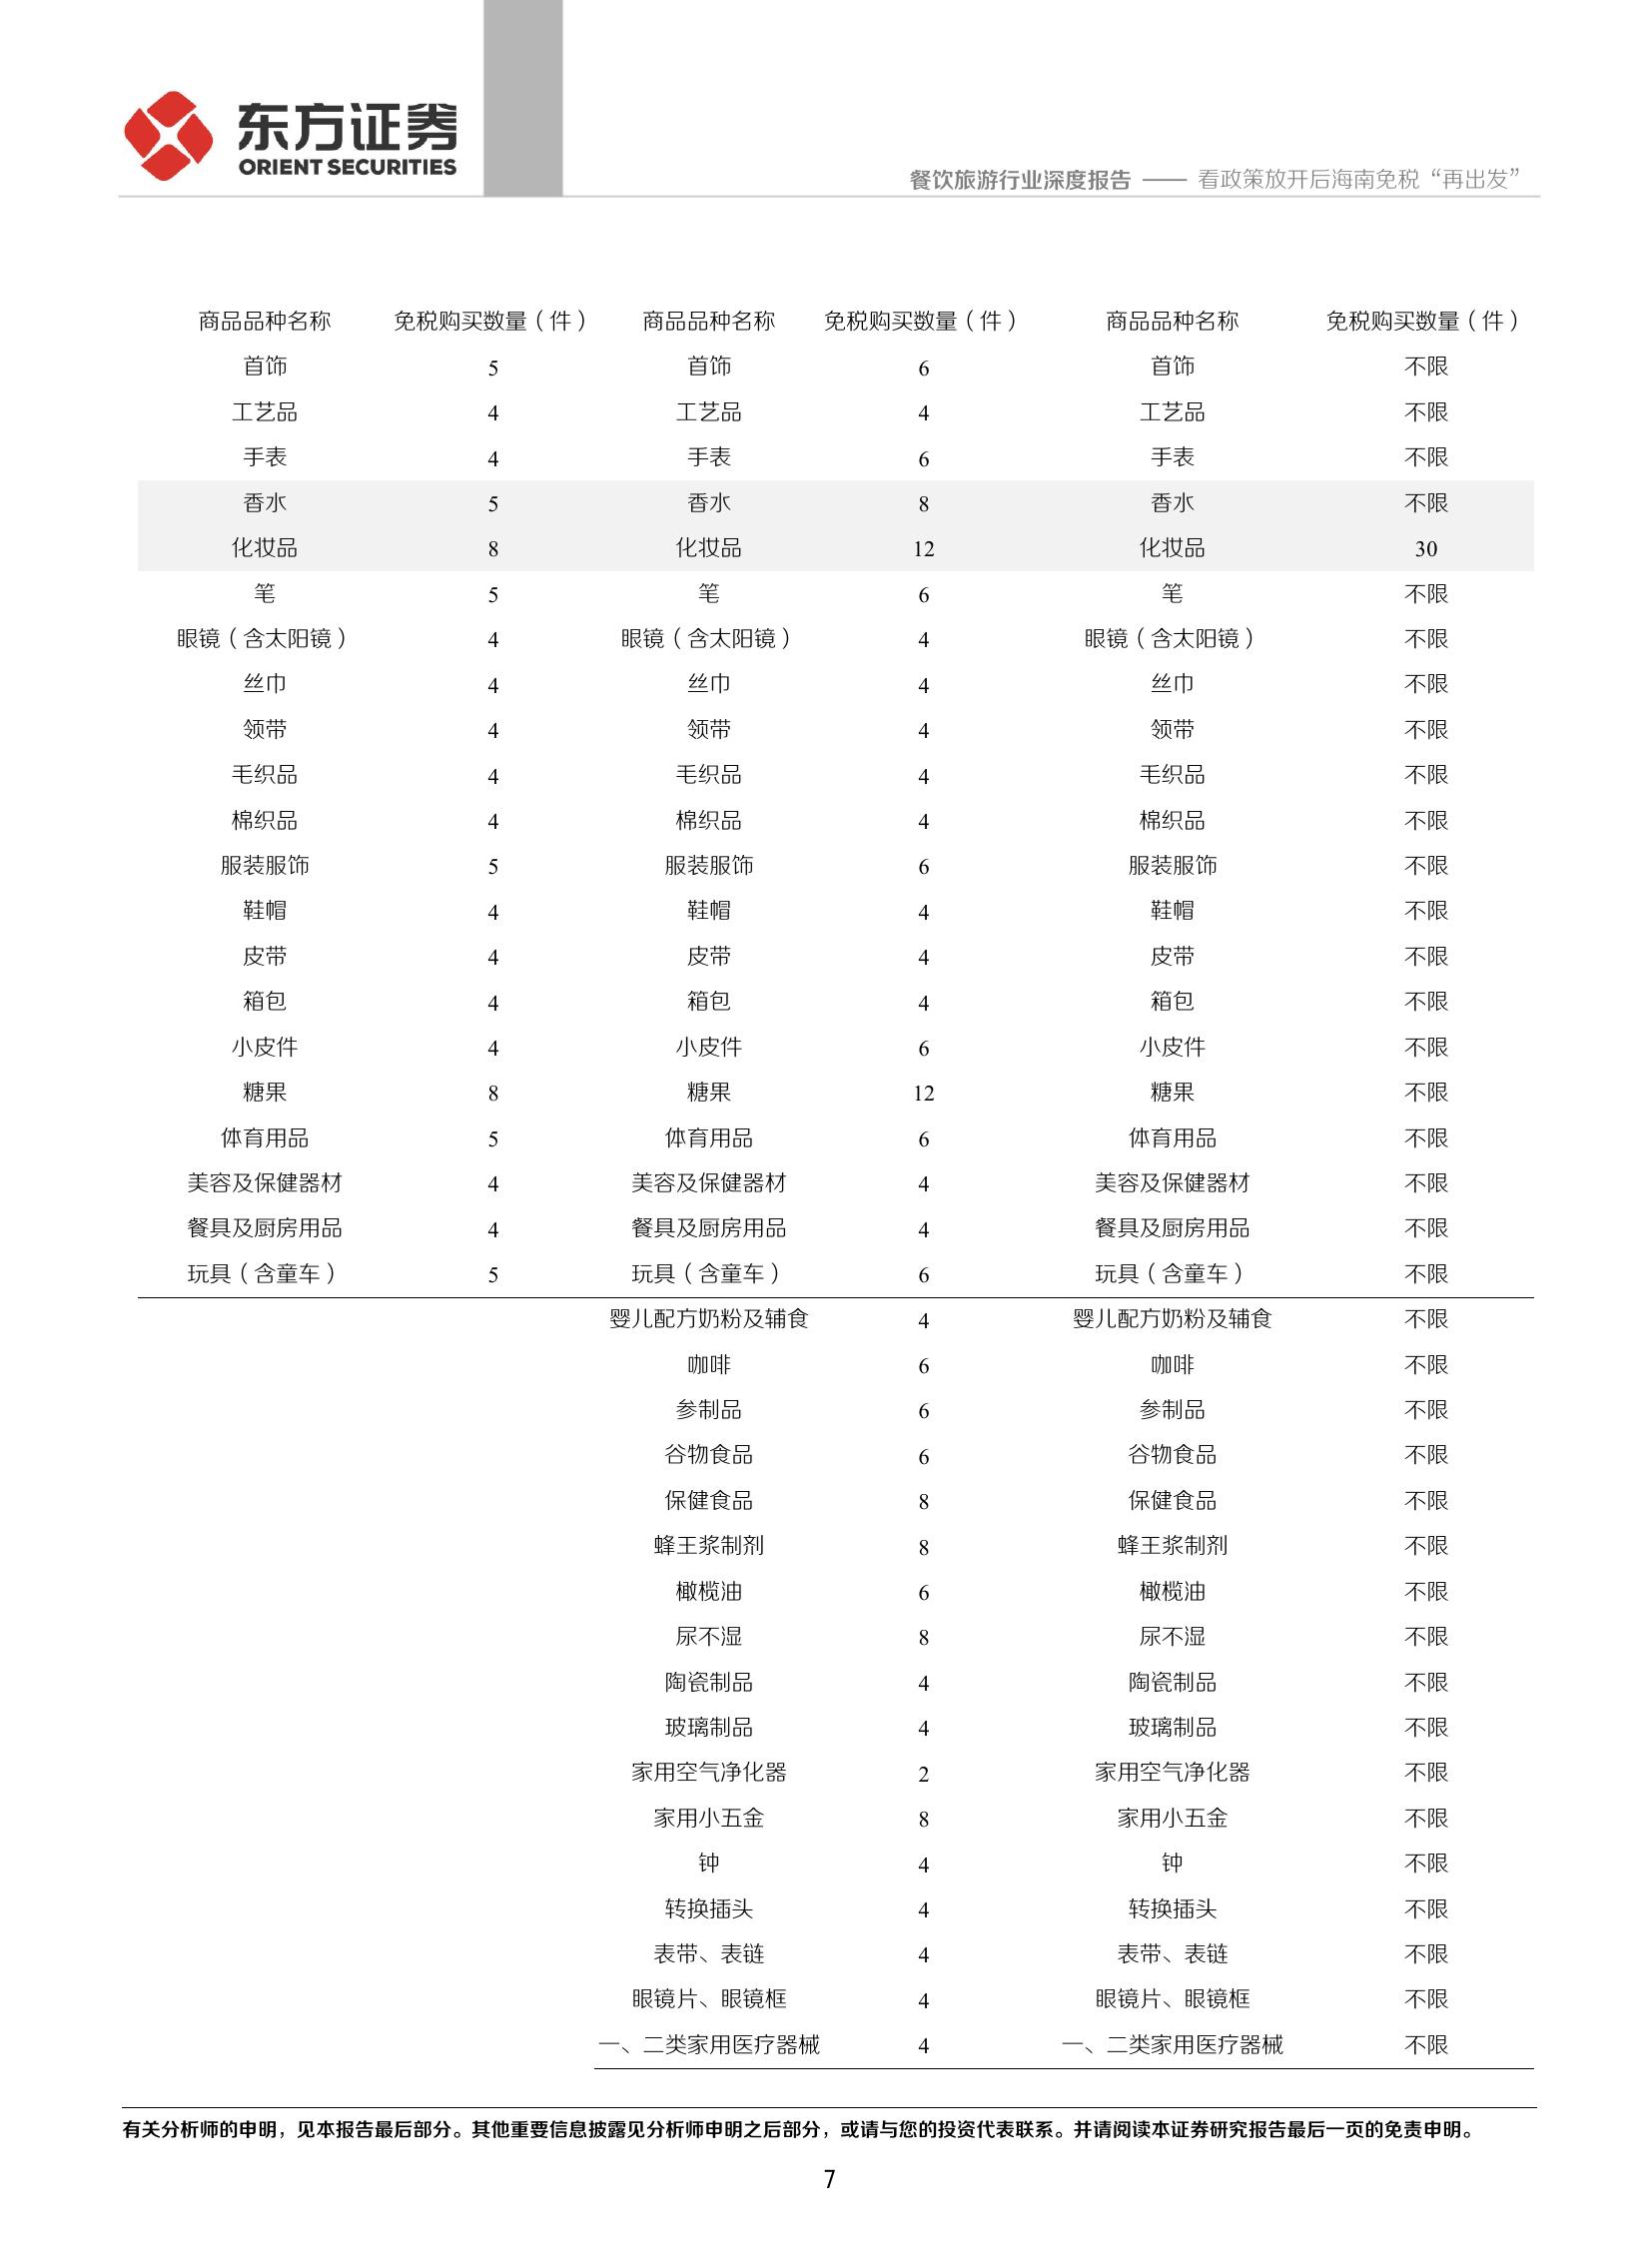 东方证券
ORIENT SECURITIES
餐饮旅游行业深度报告 —— 看政策放开后海南免税“再出发”
商品品种名称 免税购买数量（件） 商品品种名称 免税购买数量（件） 商品品种名称 免税购买数量（件）
首饰 5 首饰 6 首饰 不限
工艺品 4 工艺品 4 工艺品 不限
手表 4 手表 6 手表 不限
香水 5 香水 8 香水 不限
化妆品 8 化妆品 12 化妆品 30
笔 5 笔 6 笔 不限
眼镜（含太阳镜） 4 眼镜（含太阳镜） 4 眼镜（含太阳镜） 不限
丝巾 4 丝巾 4 丝巾 不限
领带 4 领带 4 领带 不限
毛织品 4 毛织品 4 毛织品 不限
棉织品 4 棉织品 4 棉织品 不限
服装服饰 5 服装服饰 6 服装服饰 不限
鞋帽 4 鞋帽 4 鞋帽 不限
皮带 4 皮带 4 皮带 不限
箱包 4 箱包 4 箱包 不限
小皮件 4 小皮件 6 小皮件 不限
糖果 8 糖果 12 糖果 不限
体育用品 5 体育用品 6 体育用品 不限
美容及保健器材 4 美容及保健器材 4 美容及保健器材 不限
餐具及厨房用品 4 餐具及厨房用品 4 餐具及厨房用品 不限
玩具（含童车） 5 玩具（含童车） 6 玩具（含童车） 不限
婴儿配方奶粉及辅食 4 婴儿配方奶粉及辅食 不限
咖啡 6 咖啡 不限
参制品 6 参制品 不限
谷物食品 6 谷物食品 不限
保健食品 8 保健食品 不限
蜂王浆制剂 8 蜂王浆制剂 不限
橄榄油 6 橄榄油 不限
尿不湿 8 尿不湿 不限
陶瓷制品 4 陶瓷制品 不限
玻璃制品 4 玻璃制品 不限
家用空气净化器 2 家用空气净化器 不限
家用小五金 8 家用小五金 不限
钟 4 钟 不限
转换插头 4 转换插头 不限
表带、表链 4 表带、表链 不限
眼镜片、眼镜框 4 眼镜片、眼镜框 不限
一、二类家用医疗器械 4 一、二类家用医疗器械 不限
有关分析师的申明，见本报告最后部分。其他重要信息披露见分析师申明之后部分，或请与您的投资代表联系。并请阅读本证券研究报告最后一页的免责申明。
7